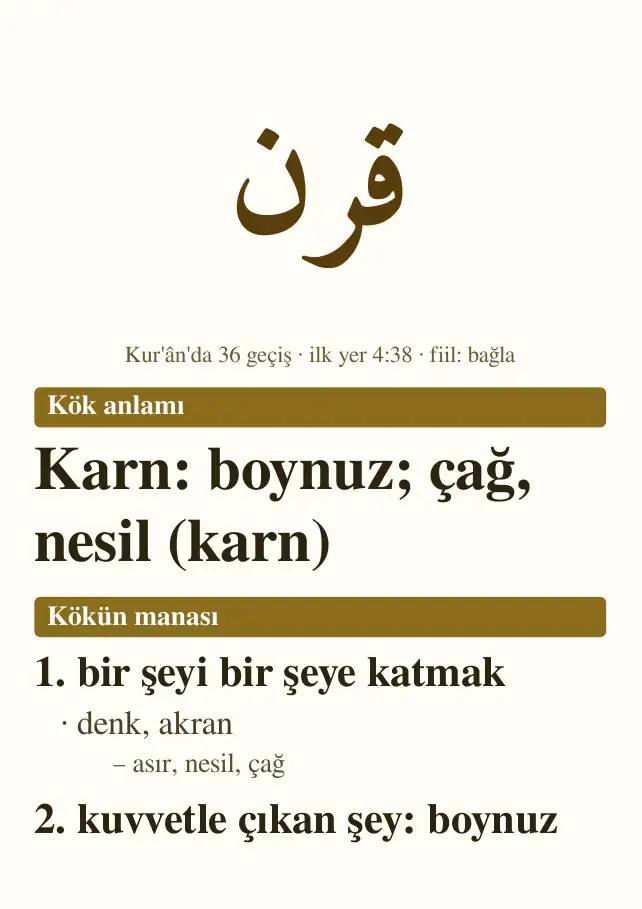 قرن
Kur'ân'da 36 geçiş · ilk yer 4:38 · fiil: bağla
Kök anlamı
Karn: boynuz; çağ,
nesil (karn)
Kökün manası
1. bir şeyi bir şeye katmak
· denk, akran
– asır, nesil, çağ
2. kuvvetle çıkan şey: boynuz